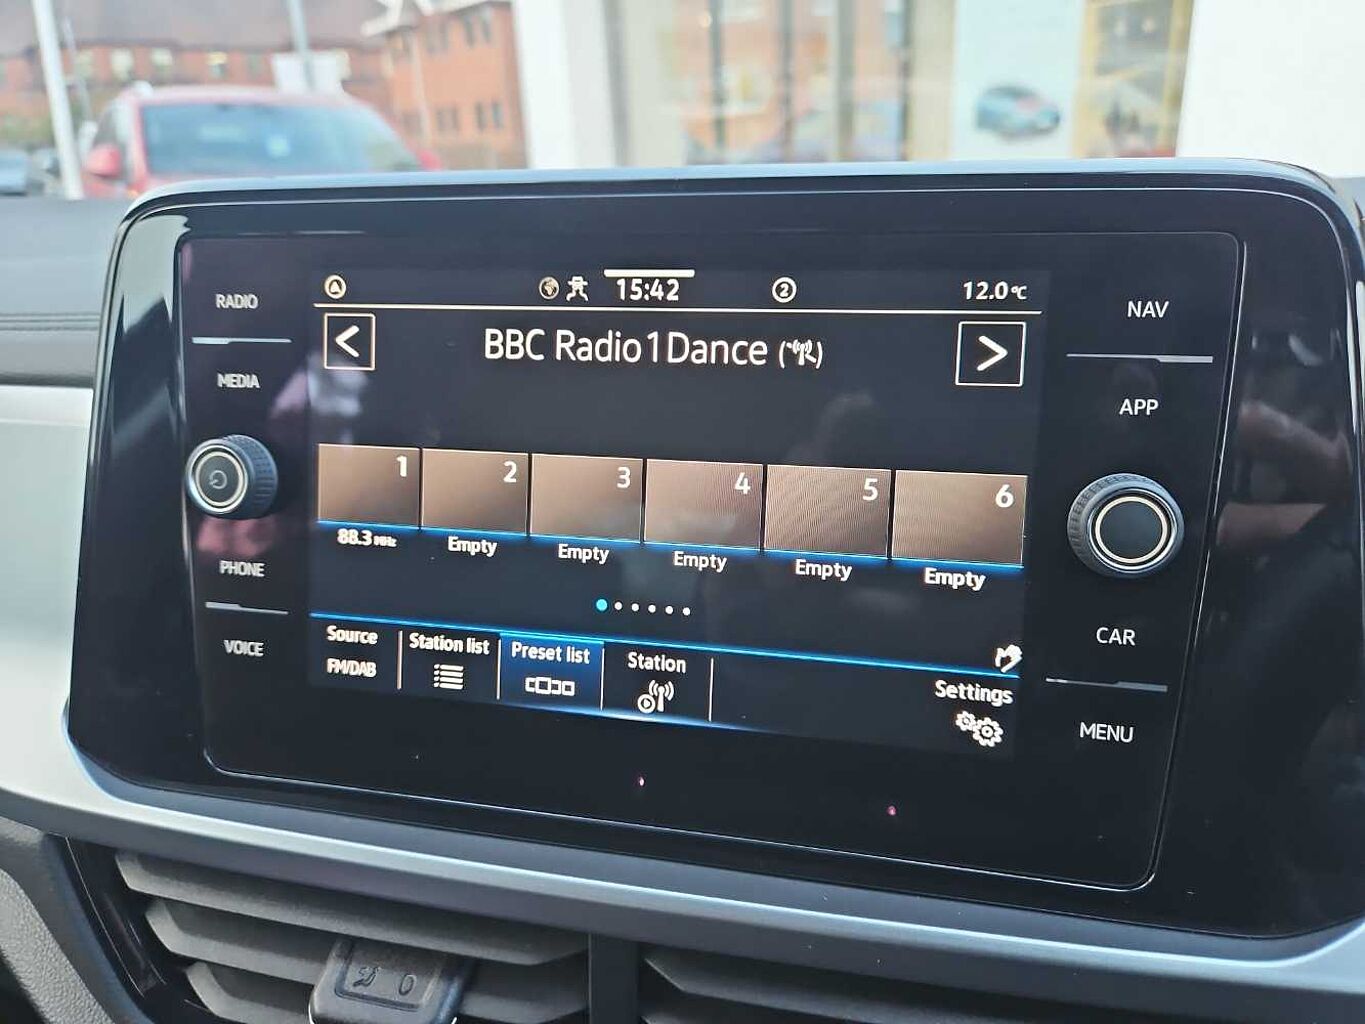 RADIO
MEDIA
PHONE
VOICE
15:42
2
12.0°C
BBC Radio 1 Dance
1
2
3
4
5
6
88.3 MHz
Empty
Empty
Empty
Empty
Empty
Source
FM/DAB
Station list
Preset list
Station
Settings
NAV
APP
CAR
MENU